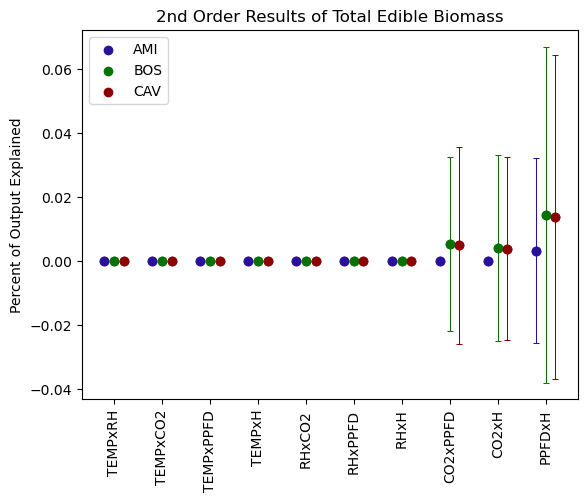 2nd Order Results of Total Edible Biomass
AMI
BOS
CAV
Percent of Output Explained
0.06
0.04
0.02
0.00
−0.02
−0.04
TEMPxRH
TEMPxCO2
TEMPxPPFD
TEMPxH
RHxCO2
RHxPPFD
RHxH
CO2xPPFD
CO2xH
PPFDxH